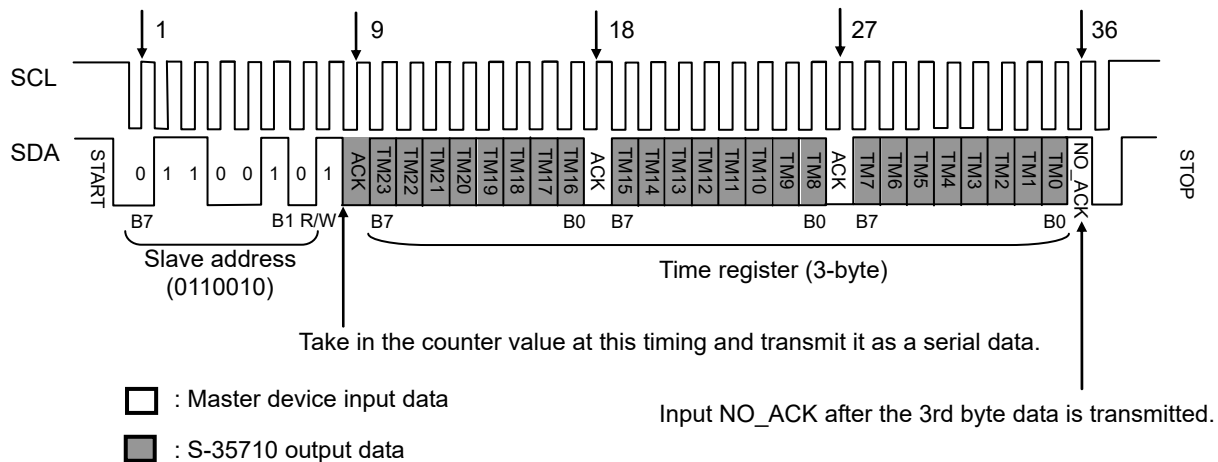 1 9 18 27 36
SCL
SDA
START 0 1 1 0 0 1 0 1 ACK TM23 TM22 TM21 TM20 TM19 TM18 TM17 TM16 ACK TM15 TM14 TM13 TM12 TM11 TM10 TM9 TM8 ACK TM7 TM6 TM5 TM4 TM3 TM2 TM1 TM0 NO_ACK STOP
B7 B1 R/W B7 B0 B7 B0 B7 B0
Slave address
(0110010)
Time register (3-byte)
Take in the counter value at this timing and transmit it as a serial data.
: Master device input data
Input NO_ACK after the 3rd byte data is transmitted.
: S-35710 output data